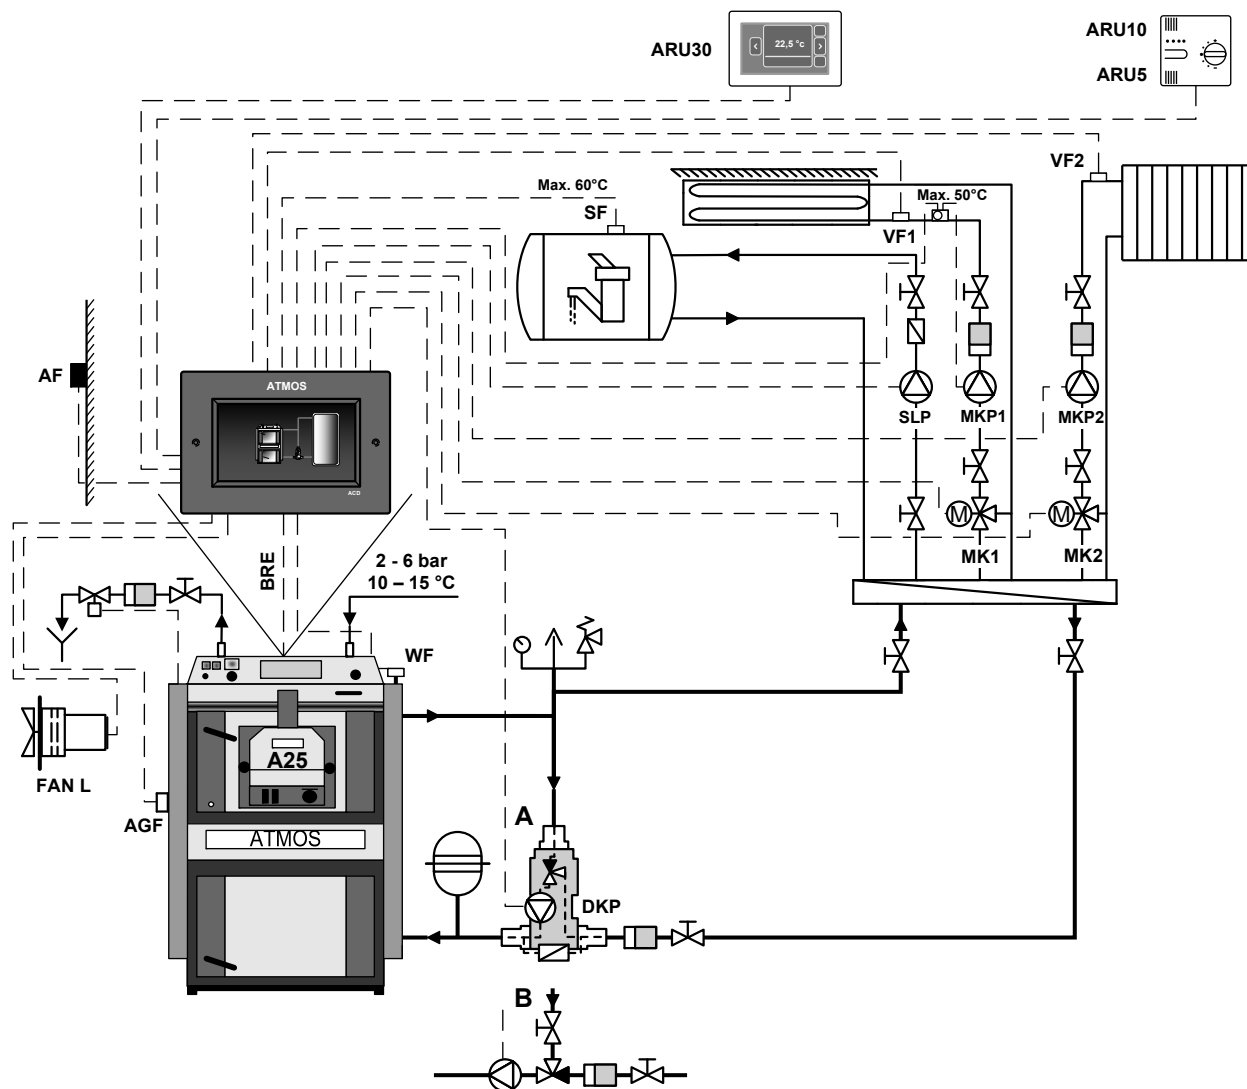 ARU10
ARU30
22,5 °c
ARU5
VF2
Max. 60°C
Max. 50°C
SF
VF1
AF
ATMOS
SLP
MKP1
MKP2
ACD
M
M
BRE
2 - 6 bar
10 – 15 °C
MK1
MK2
WF
A25
FAN L
AGF
A
ATMOS
DKP
B